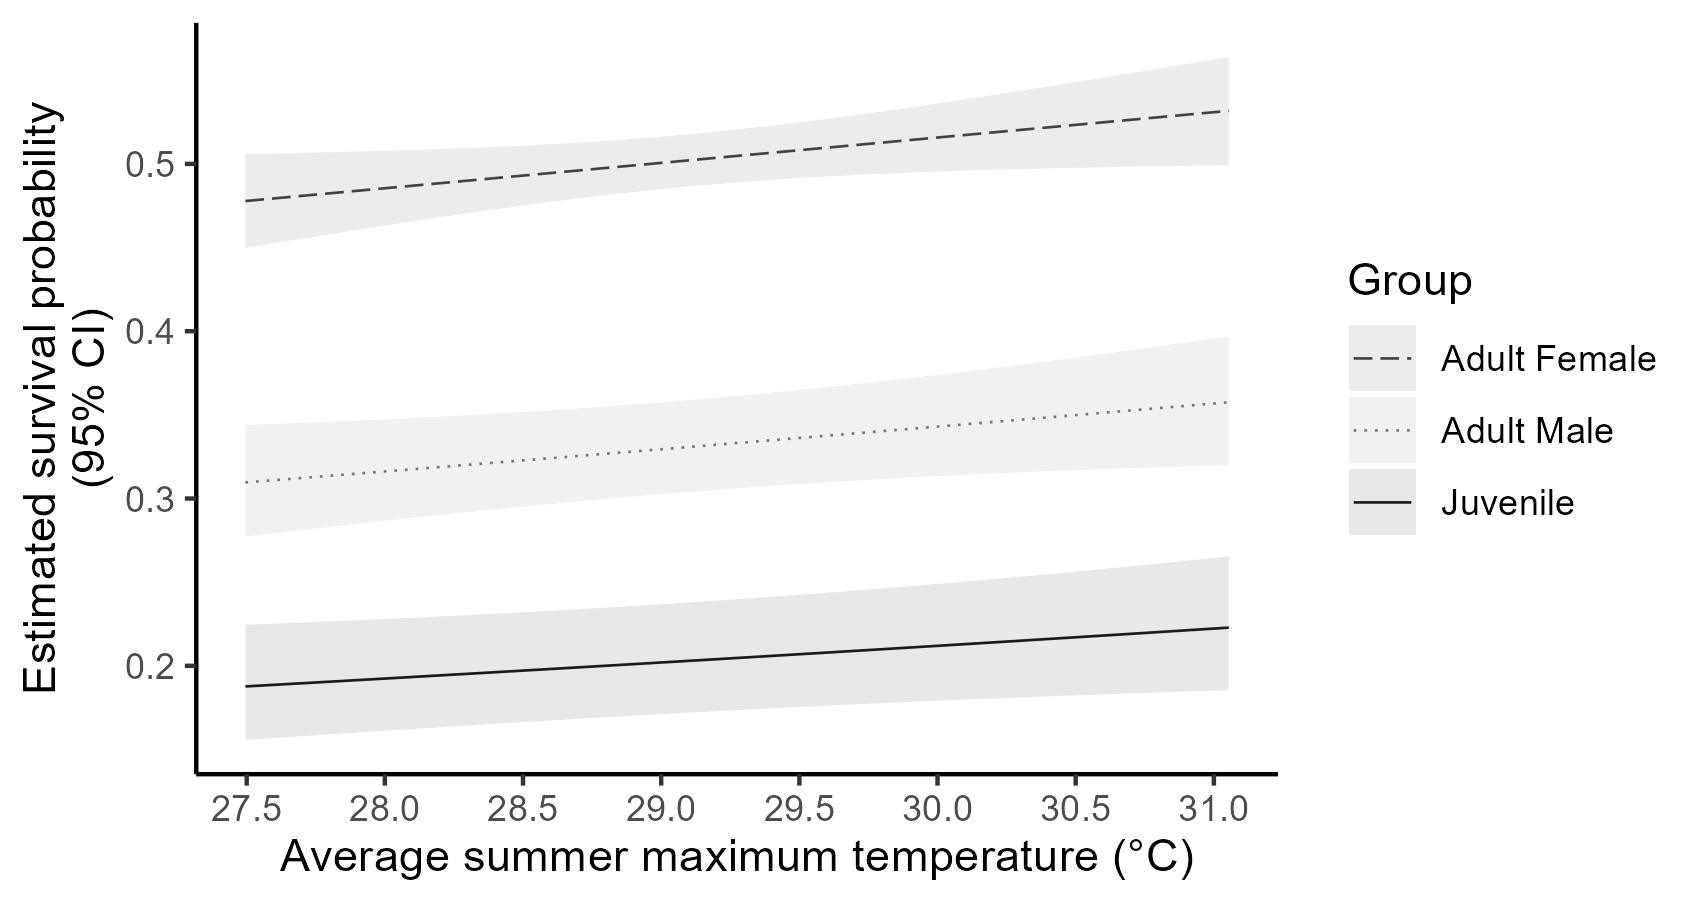 Estimated survival probability
(95% CI)
0.5
0.4
0.3
0.2
27.5 28.0 28.5 29.0 29.5 30.0 30.5 31.0
Average summer maximum temperature (°C)
Group
Adult Female
Adult Male
Juvenile